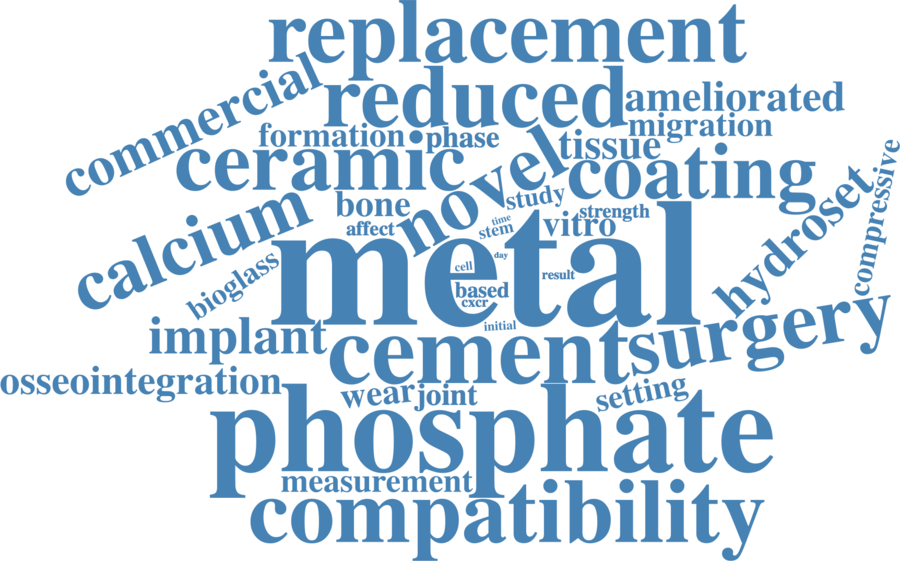 replacement
commercial
reduced
ameliorated
formation
phase
migration
ceramic
novel
tissue
coating
compressive
calcium
bone
study
affect
time
stem
vitro
strength
hydroset
metal
bioglass
cell
day
result
based
cxcr
initial
implant
cement
surgery
osseointegration
wear
joint
setting
phosphate
measurement
compatibility